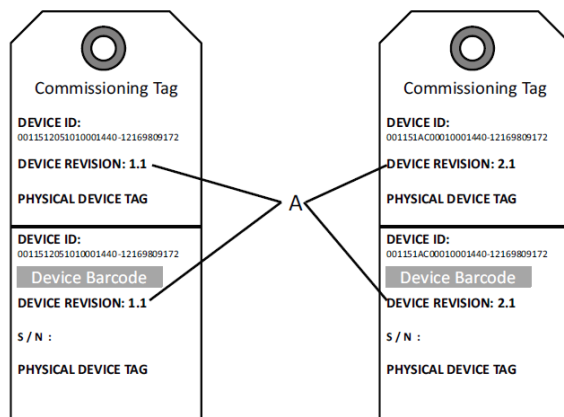 Commissioning Tag
DEVICE ID:
0011512051010001440-12169809172
DEVICE REVISION: 1.1
PHYSICAL DEVICE TAG
DEVICE ID:
0011512051010001440-12169809172
Device Barcode
DEVICE REVISION: 1.1
S / N :
PHYSICAL DEVICE TAG
A
Commissioning Tag
DEVICE ID:
001151AC00010001440-12169809172
DEVICE REVISION: 2.1
PHYSICAL DEVICE TAG
DEVICE ID:
001151AC00010001440-12169809172
Device Barcode
DEVICE REVISION: 2.1
S / N :
PHYSICAL DEVICE TAG